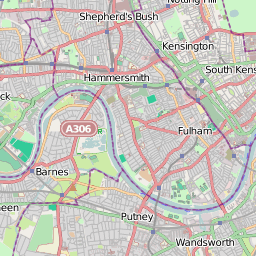 Notting Hill
Shepherd's Bush
Kensington
South Kens
Hammersmith
ck
A306
Fulham
Barnes
een
Putney
Wandsworth